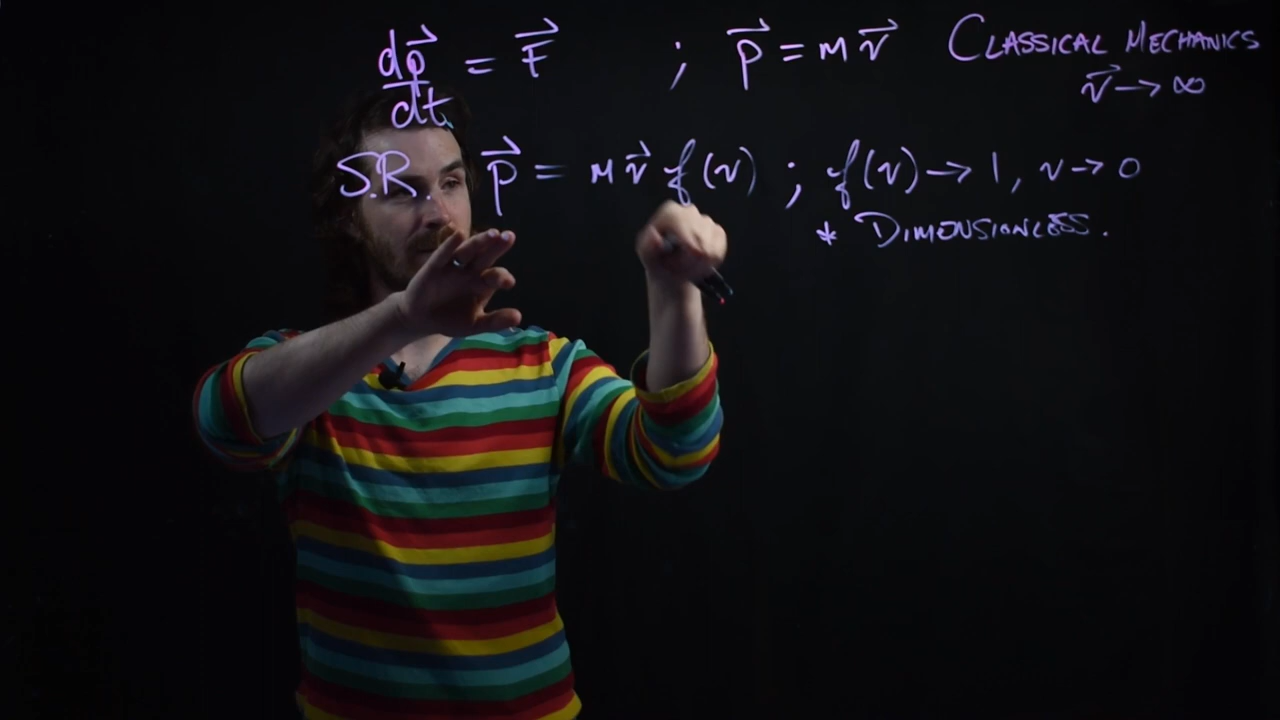 dp⃗/dt = F⃗ ; p⃗ = mv⃗ CLASSICAL MECHANICS
v⃗ → ∞
S.R. p⃗ = mv⃗ f(v) ; f(v) → 1, v → 0
* DIMENSIONLESS.